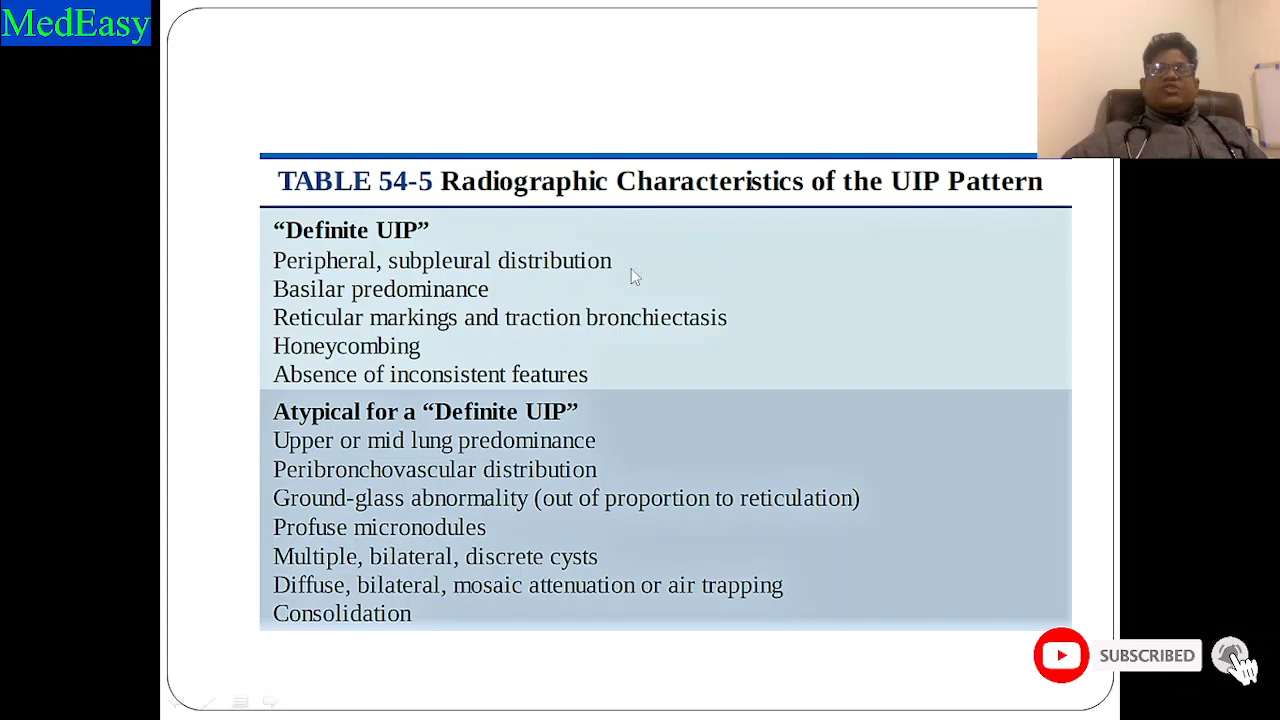 MedEasy
TABLE 54-5 Radiographic Characteristics of the UIP Pattern
“Definite UIP”
Peripheral, subpleural distribution
Basilar predominance
Reticular markings and traction bronchiectasis
Honeycombing
Absence of inconsistent features
Atypical for a “Definite UIP”
Upper or mid lung predominance
Peribronchovascular distribution
Ground-glass abnormality (out of proportion to reticulation)
Profuse micronodules
Multiple, bilateral, discrete cysts
Diffuse, bilateral, mosaic attenuation or air trapping
Consolidation
SUBSCRIBED